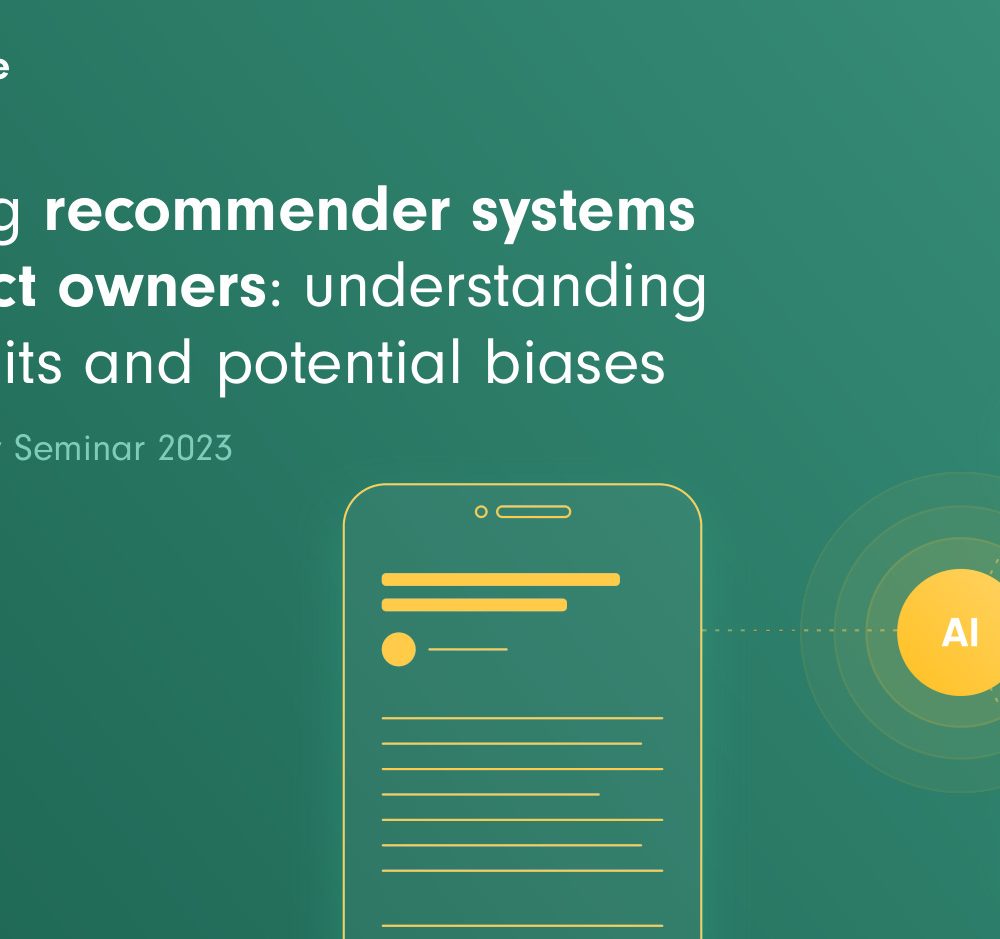 e
g recommender systems
ct owners: understanding
its and potential biases
Seminar 2023
AI